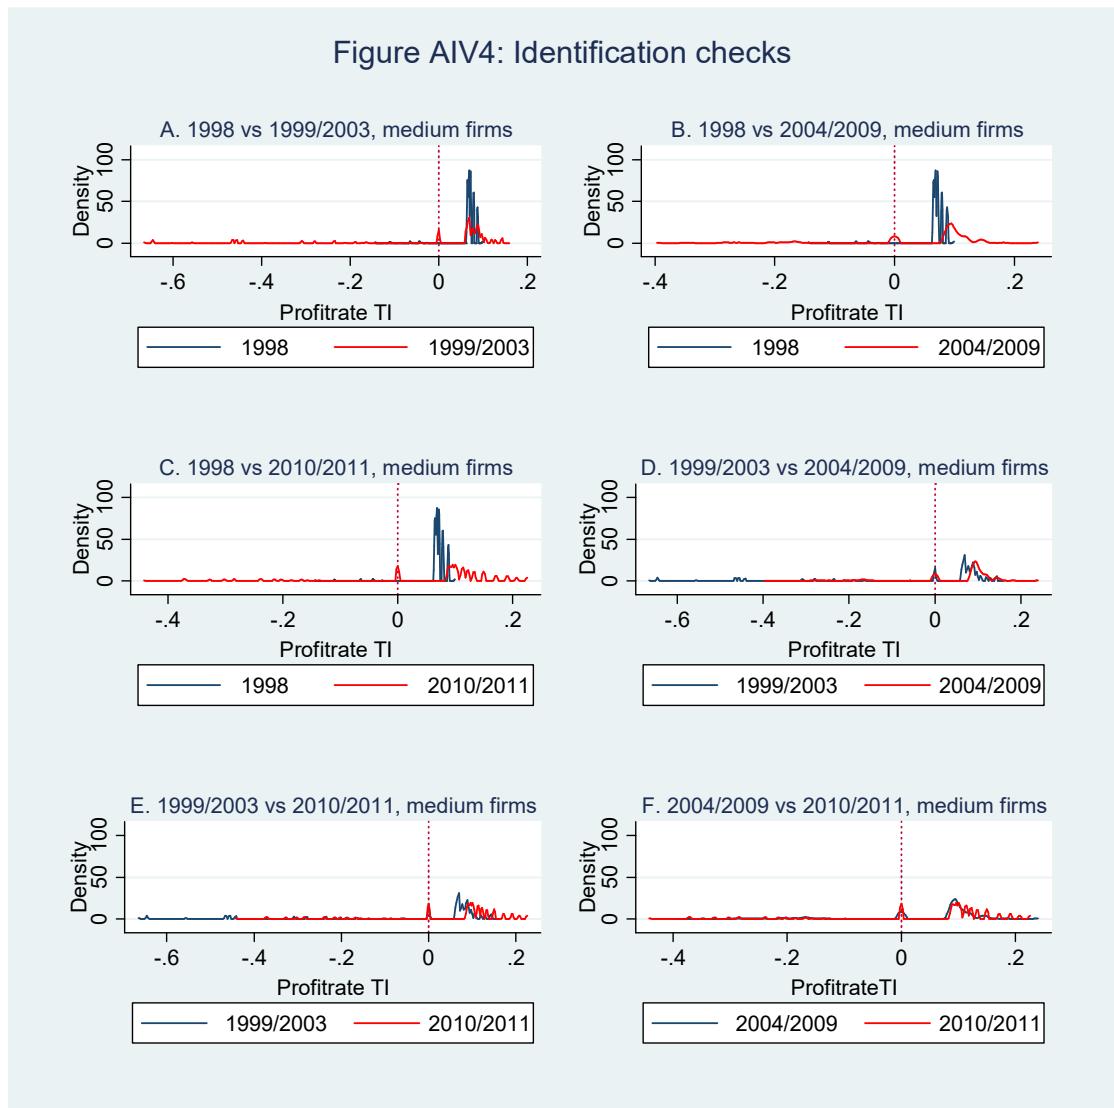 Figure AIV4: Identification checks
A. 1998 vs 1999/2003, medium firms
Density
0 50 100
-.6 -.4 -.2 0 .2
Profitrate TI
1998 1999/2003
B. 1998 vs 2004/2009, medium firms
Density
0 50 100
-.4 -.2 0 .2
Profitrate TI
1998 2004/2009
C. 1998 vs 2010/2011, medium firms
Density
0 50 100
-.4 -.2 0 .2
Profitrate TI
1998 2010/2011
D. 1999/2003 vs 2004/2009, medium firms
Density
0 50 100
-.6 -.4 -.2 0 .2
Profitrate TI
1999/2003 2004/2009
E. 1999/2003 vs 2010/2011, medium firms
Density
0 50 100
-.6 -.4 -.2 0 .2
Profitrate TI
1999/2003 2010/2011
F. 2004/2009 vs 2010/2011, medium firms
Density
0 50 100
-.4 -.2 0 .2
ProfitrateTI
2004/2009 2010/2011